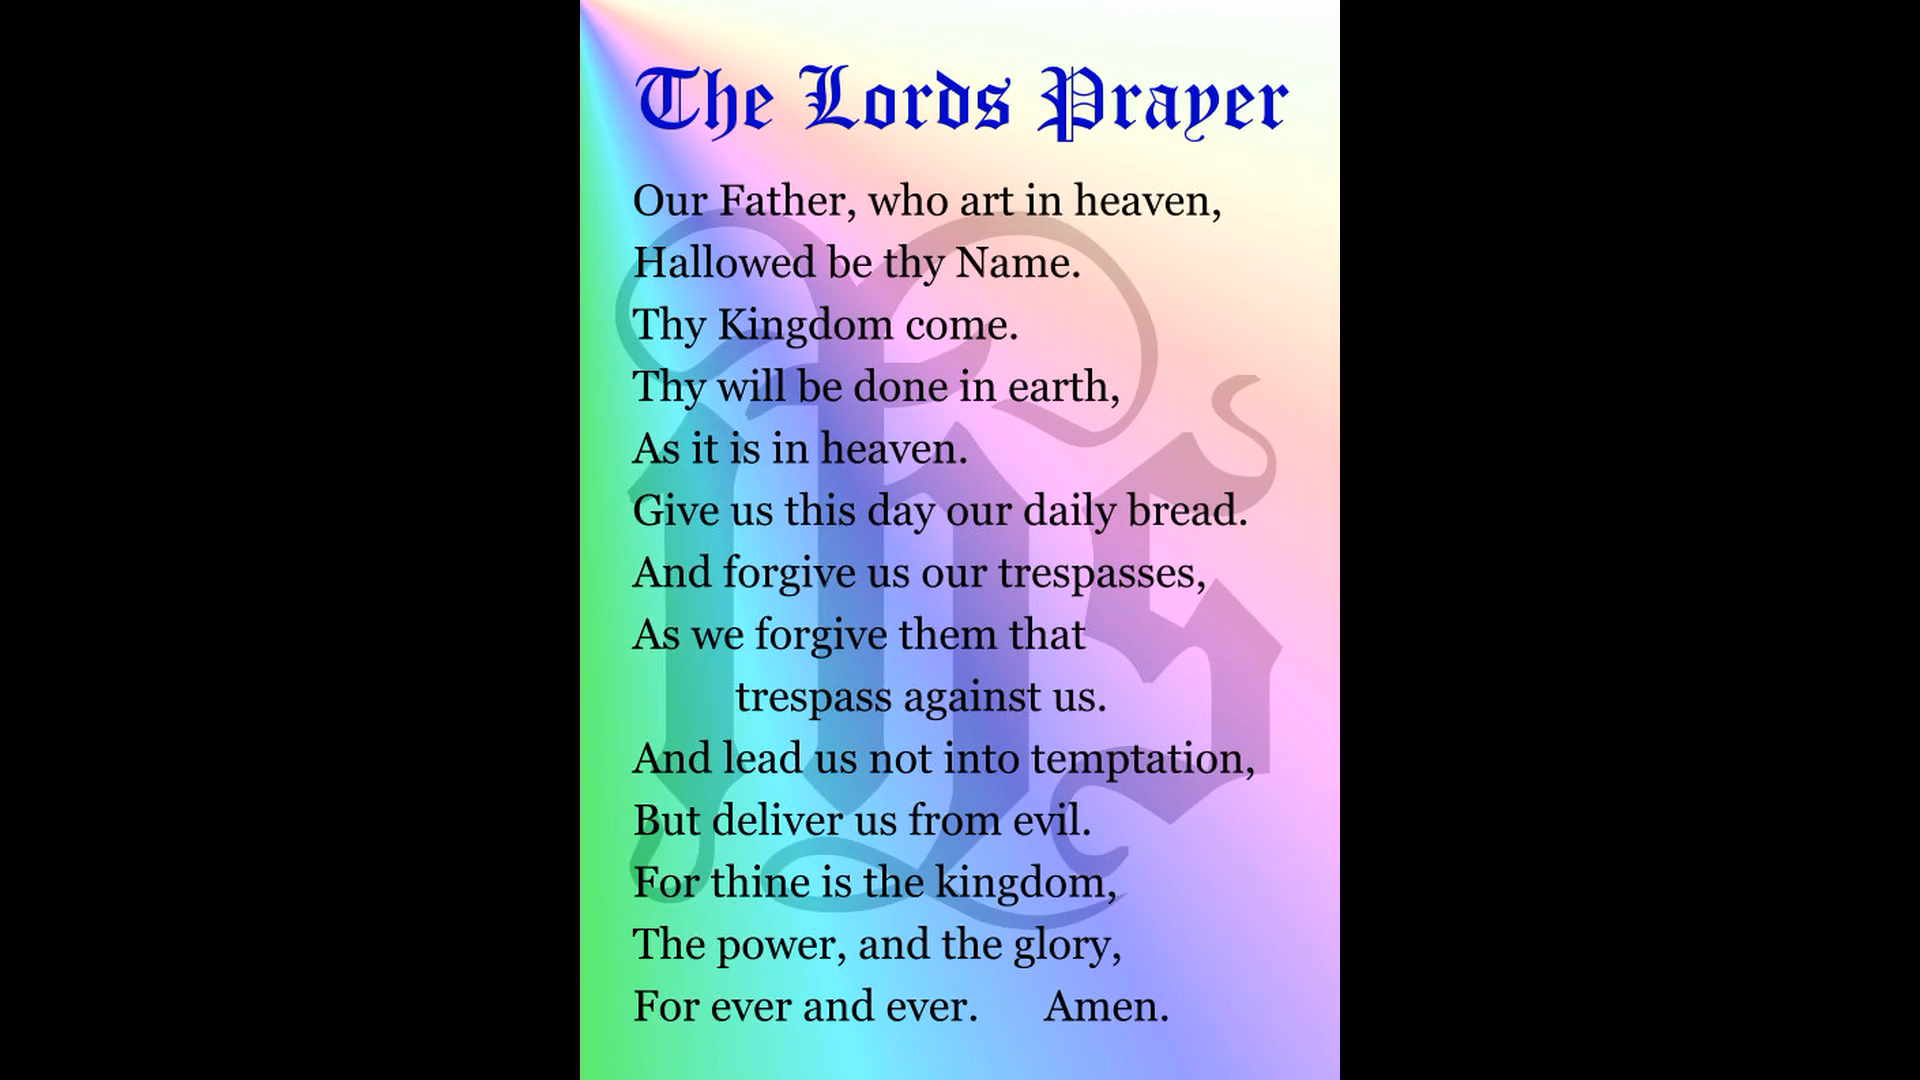 The Lords Prayer
Our Father, who art in heaven,
Hallowed be thy Name.
Thy Kingdom come.
Thy will be done in earth,
As it is in heaven.
Give us this day our daily bread.
And forgive us our trespasses,
As we forgive them that
trespass against us.
And lead us not into temptation,
But deliver us from evil.
For thine is the kingdom,
The power, and the glory,
For ever and ever. Amen.
ihs